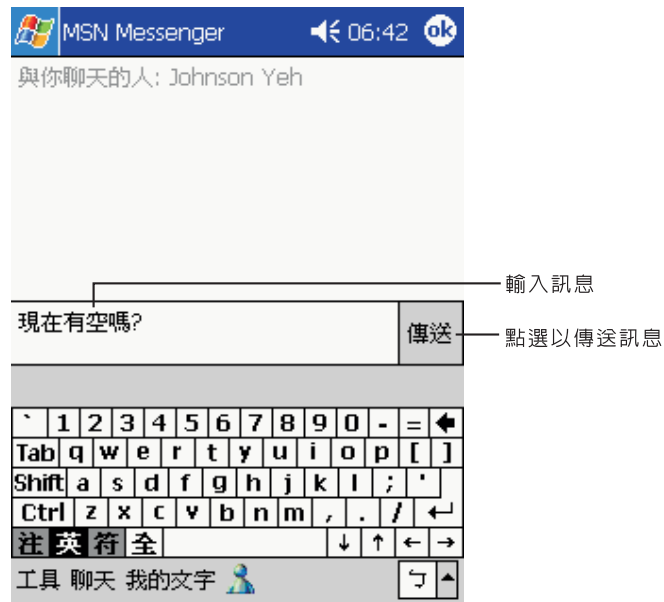 MSN Messenger 06:42 ok
與你聊天的人: Johnson Yeh
輸入訊息
現在有空嗎?
傳送
點選以傳送訊息
` 1 2 3 4 5 6 7 8 9 0 - = ←
Tab q w e r t y u i o p [ ]
Shift a s d f g h j k l ; '
Ctrl z x c v b n m , . / ↵
注 英 符 全 ↓ ↑ ← →
工具 聊天 我的文字 ㄅ